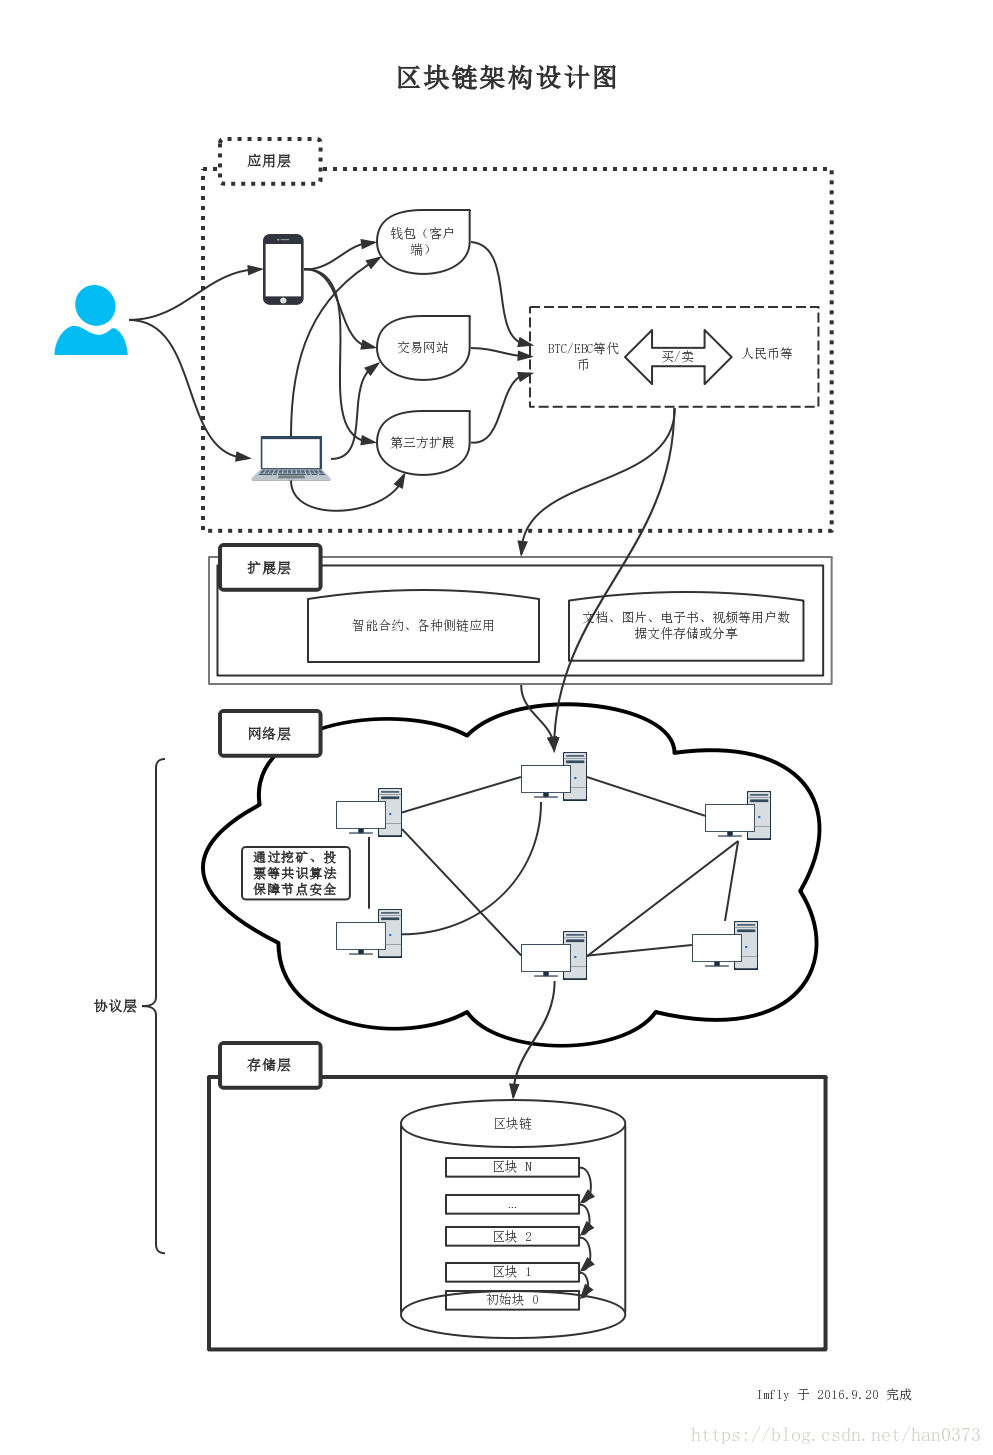 区块链架构设计图
应用层
钱包（客户
端）
交易网站
第三方扩展
BTC/EBC等代
币
买/卖
人民币等
扩展层
智能合约、各种侧链应用
文档、图片、电子书、视频等用户数
据文件存储或分享
网络层
通过挖矿、投
票等共识算法
保障节点安全
协议层
存储层
区块链
区块 N
...
区块 2
区块 1
初始块 0
Imfly 于 2016.9.20 完成
https://blog.csdn.net/han0373